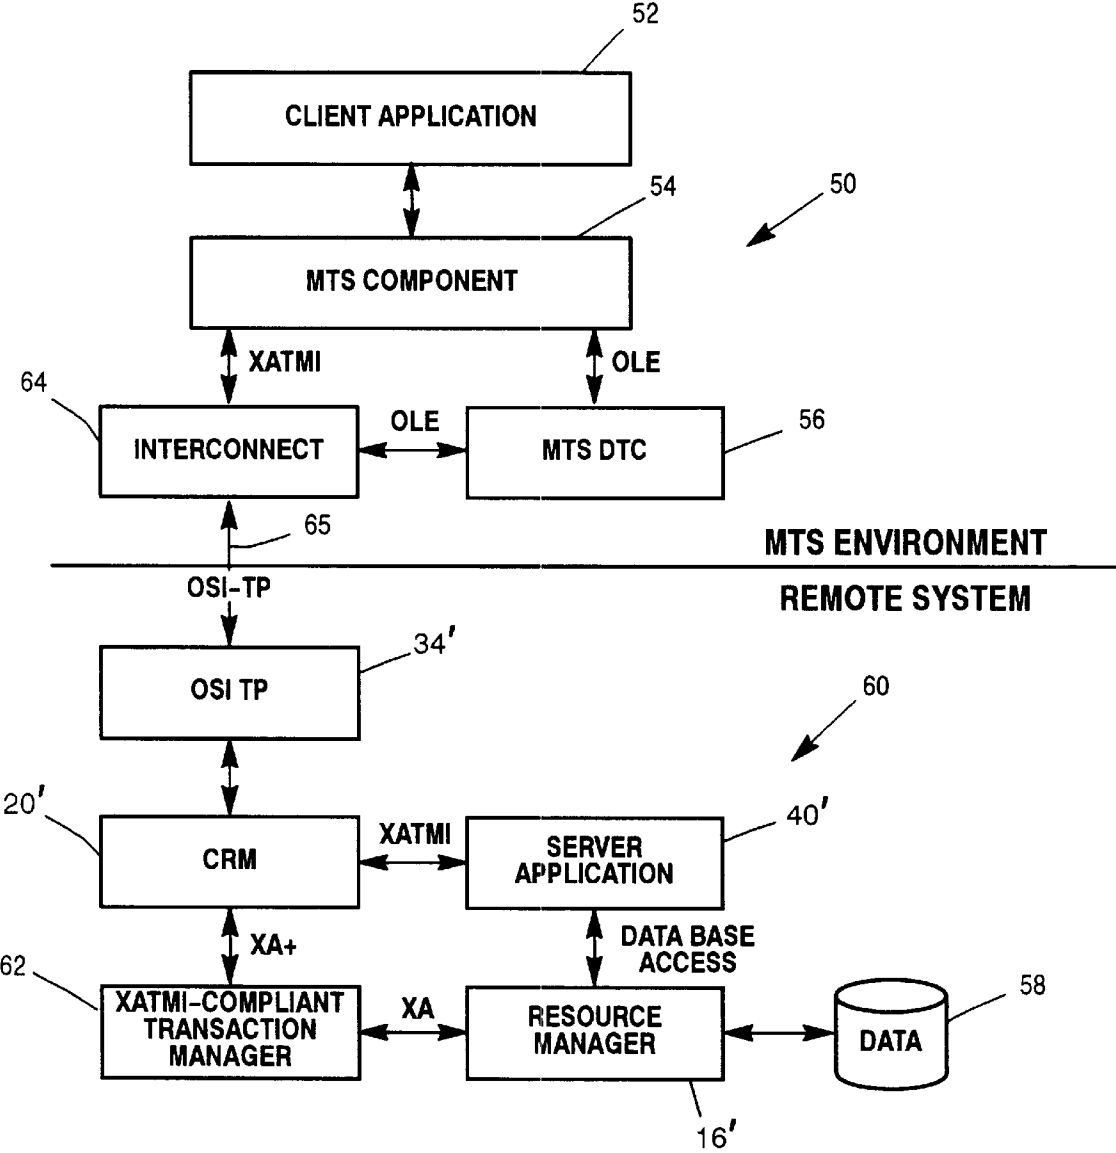 52
CLIENT APPLICATION
54
50
MTS COMPONENT
XATMI
OLE
64
OLE
56
INTERCONNECT
MTS DTC
65
MTS ENVIRONMENT
OSI-TP
REMOTE SYSTEM
34'
OSI TP
60
20'
40'
XATMI
CRM
SERVER
APPLICATION
XA+
DATA BASE
ACCESS
62
58
XATMI-COMPLIANT
TRANSACTION
MANAGER
XA
RESOURCE
MANAGER
DATA
16'